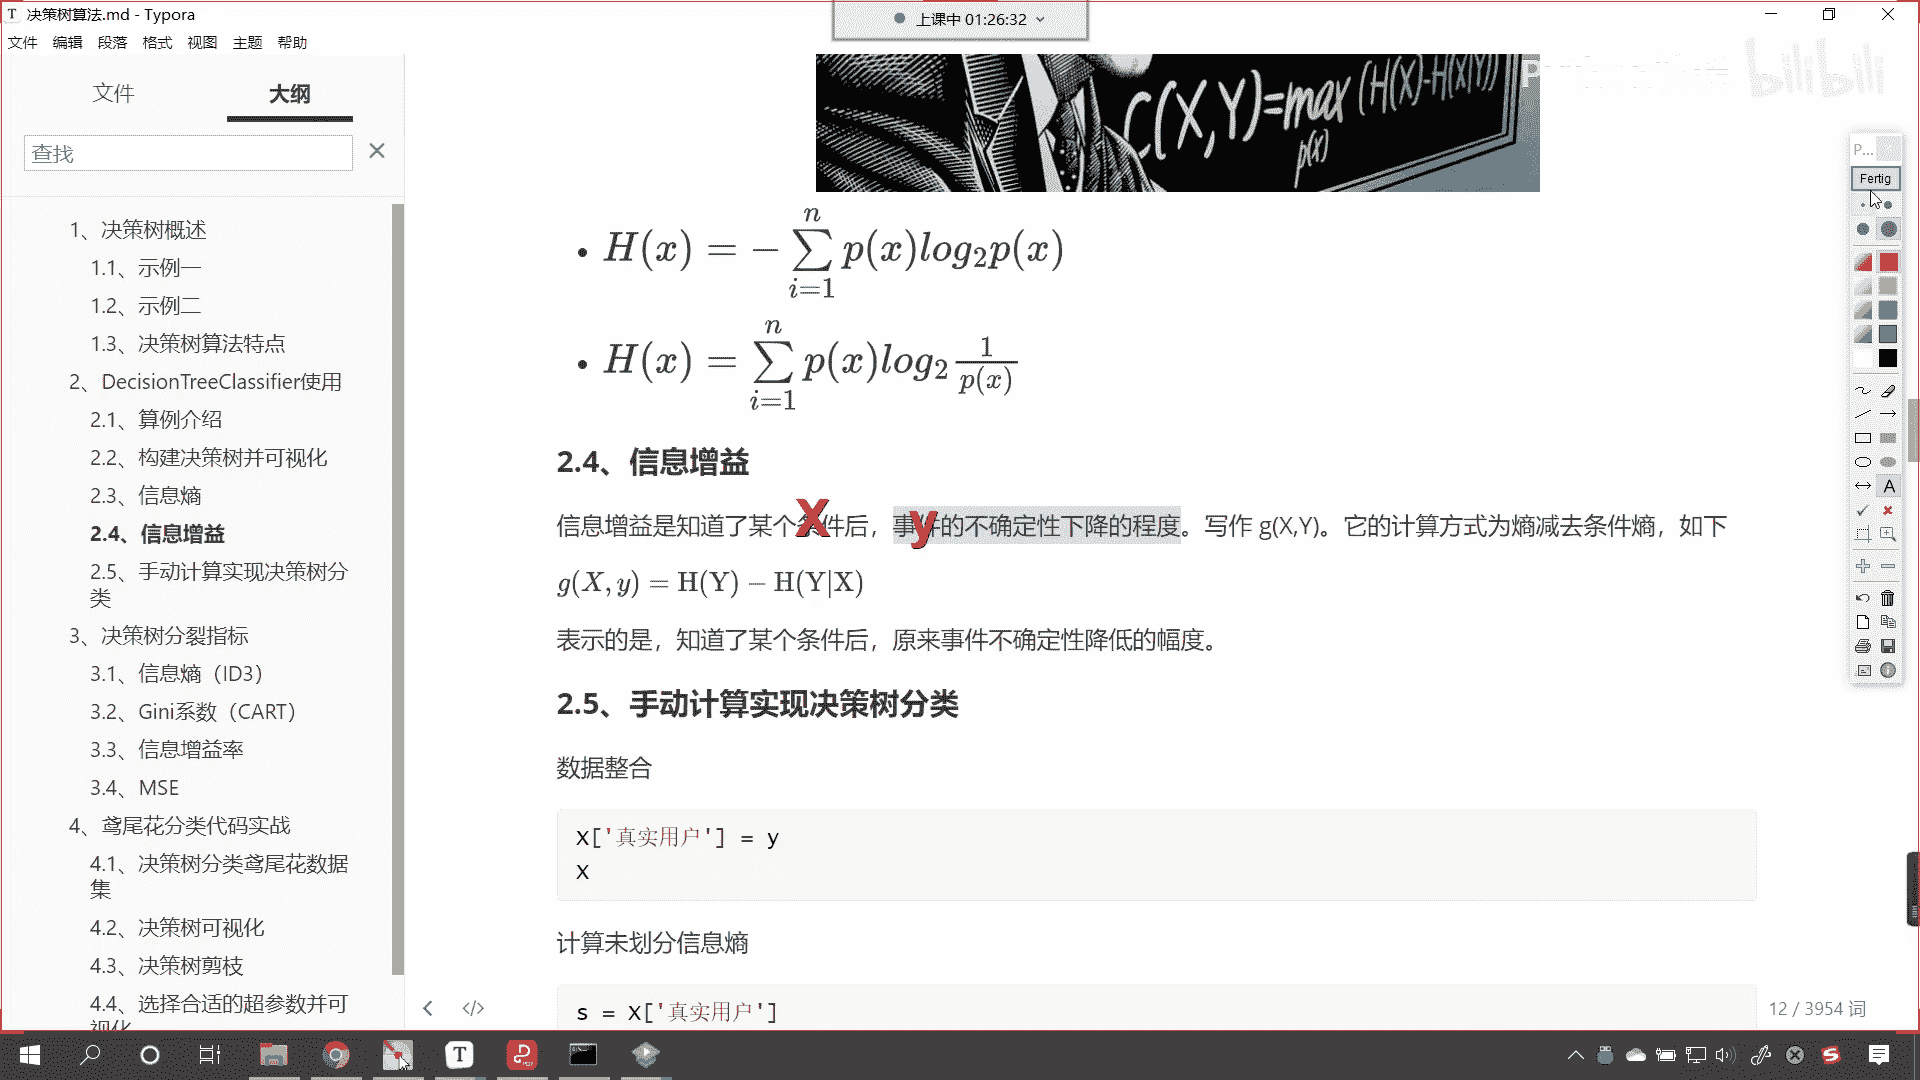 决策树算法.md - Typora
上课中 01:26:32
文件 编辑 段落 格式 视图 主题 帮助
文件 大纲
查找
1、决策树概述
1.1、示例一
1.2、示例二
1.3、决策树算法特点
2、DecisionTreeClassifier使用
2.1、算例介绍
2.2、构建决策树并可视化
2.3、信息熵
2.4、信息增益
2.5、手动计算实现决策树分
类
3、决策树分裂指标
3.1、信息熵（ID3）
3.2、Gini系数（CART）
3.3、信息增益率
3.4、MSE
4、鸢尾花分类代码实战
4.1、决策树分类鸢尾花数据
集
4.2、决策树可视化
4.3、决策树剪枝
4.4、选择合适的超参数并可
视化
C(X,Y)=max (H(X)-H(X|Y))
p(x)
bilibili
H(x) = -\sum_{i=1}^{n} p(x)log_2p(x)
H(x) = \sum_{i=1}^{n} p(x)log_2\frac{1}{p(x)}
2.4、信息增益
X y
信息增益是知道了某个条件后，事件的不确定性下降的程度。写作 g(X,Y)。它的计算方式为熵减去条件熵，如下
g(X, y) = H(Y) − H(Y|X)
表示的是，知道了某个条件后，原来事件不确定性降低的幅度。
2.5、手动计算实现决策树分类
数据整合
X['真实用户'] = y
X
计算未划分信息熵
s = X['真实用户']
12 / 3954 词
P...
Fertig
A